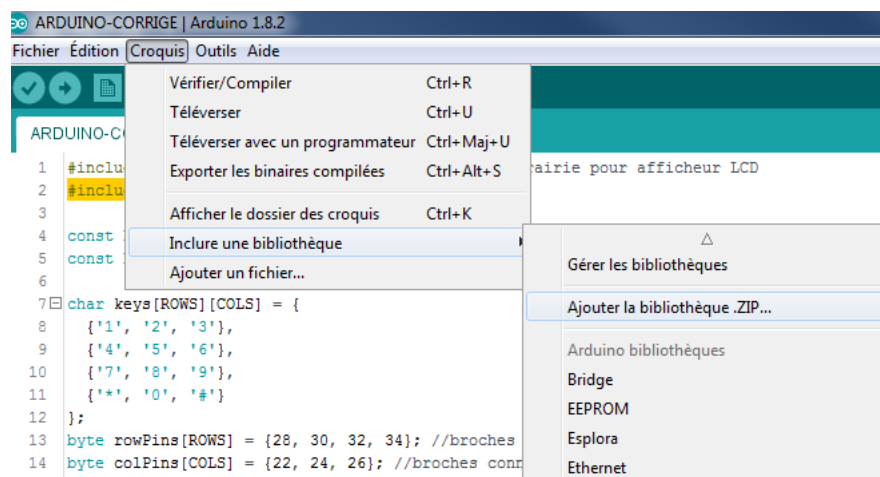 ARDUINO-CORRIGE | Arduino 1.8.2
Fichier Édition Croquis Outils Aide
Vérifier/Compiler Ctrl+R
Téléverser Ctrl+U
Téléverser avec un programmateur Ctrl+Maj+U
Exporter les binaires compilées Ctrl+Alt+S
Afficher le dossier des croquis Ctrl+K
Inclure une bibliothèque
Ajouter un fichier...
Gérer les bibliothèques
Ajouter la bibliothèque .ZIP...
Arduino bibliothèques
Bridge
EEPROM
Esplora
Ethernet
ARDUINO-CO
1 #inclu airie pour afficheur LCD
2 #inclu
3
4 const
5 const
6
7 char keys[ROWS][COLS] = {
8 {'1', '2', '3'},
9 {'4', '5', '6'},
10 {'7', '8', '9'},
11 {'*', '0', '#'}
12 };
13 byte rowPins[ROWS] = {28, 30, 32, 34}; //broches
14 byte colPins[COLS] = {22, 24, 26}; //broches conn